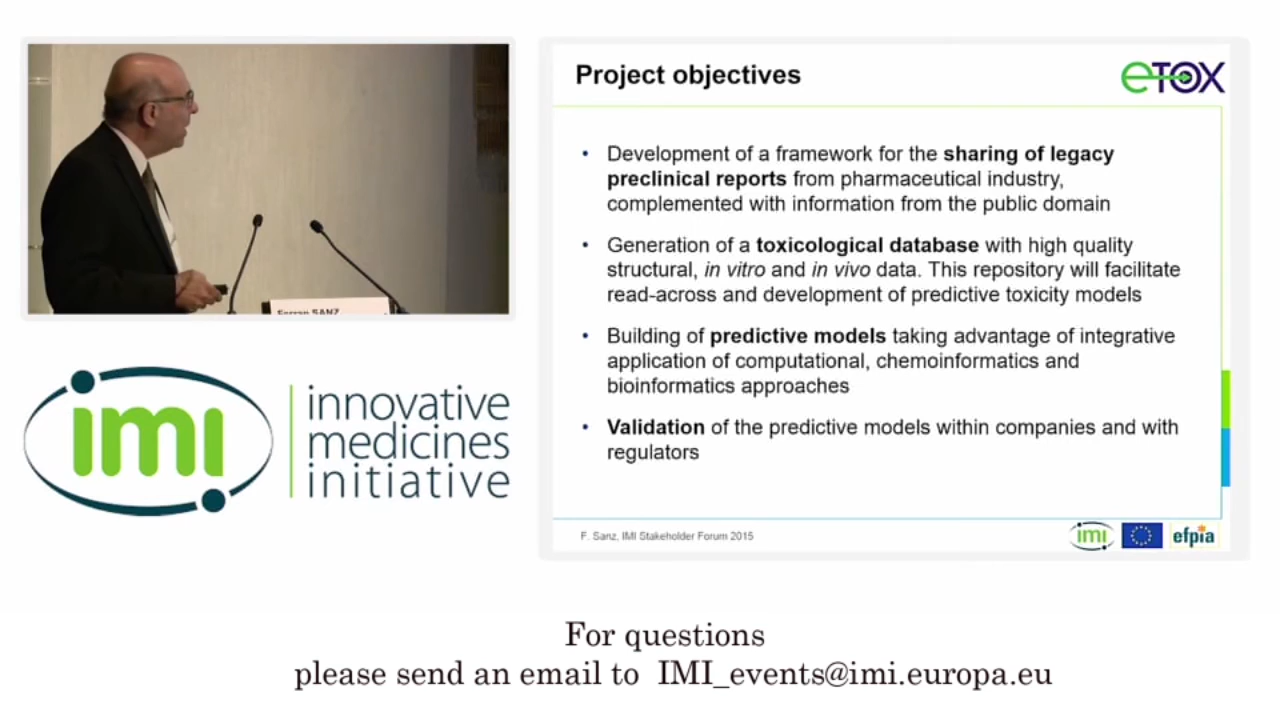 Ferran SANZ
imi
innovative
medicines
initiative
Project objectives
eTOX
• Development of a framework for the sharing of legacy
preclinical reports from pharmaceutical industry,
complemented with information from the public domain
• Generation of a toxicological database with high quality
structural, in vitro and in vivo data. This repository will facilitate
read-across and development of predictive toxicity models
• Building of predictive models taking advantage of integrative
application of computational, chemoinformatics and
bioinformatics approaches
• Validation of the predictive models within companies and with
regulators
F. Sanz, IMI Stakeholder Forum 2015
imi
efpia
For questions
please send an email to IMI_events@imi.europa.eu